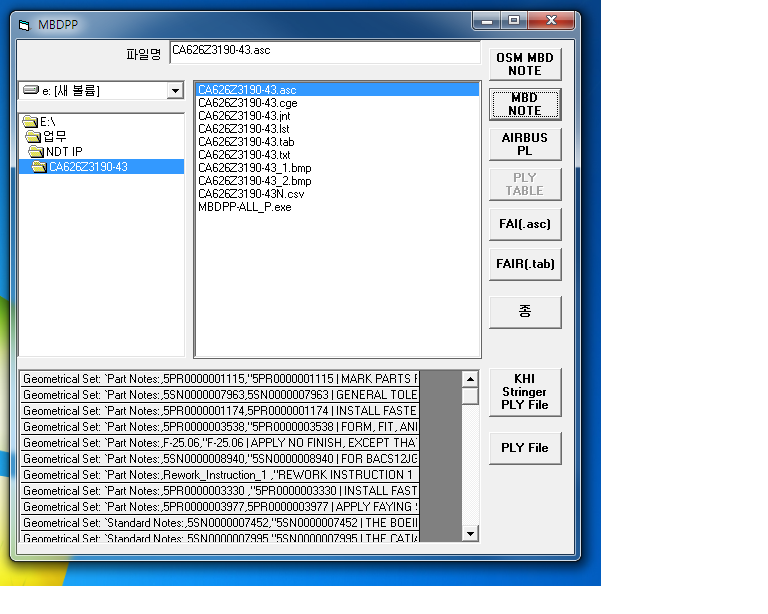 MBDPP
파일명
CA626Z3190-43.asc
e: [새 볼륨]
E:\
업무
NDT IP
CA626Z3190-43
CA626Z3190-43.asc
CA626Z3190-43.cge
CA626Z3190-43.jnt
CA626Z3190-43.lst
CA626Z3190-43.tab
CA626Z3190-43.txt
CA626Z3190-43_1.bmp
CA626Z3190-43_2.bmp
CA626Z3190-43N.csv
MBDPP-ALL_P.exe
OSM MBD
NOTE
MBD
NOTE
AIRBUS
PL
PLY
TABLE
FAI(.asc)
FAIR(.tab)
종
KHI
Stringer
PLY File
PLY File
Geometrical Set: `Part Notes:,5PR0000001115,"5PR0000001115 | MARK PARTS
Geometrical Set: `Part Notes:,5SN0000007963,5SN0000007963 | GENERAL TOLE
Geometrical Set: `Part Notes:,5PR0000001174,5PR0000001174 | INSTALL FASTE
Geometrical Set: `Part Notes:,5PR0000003538,"5PR0000003538 | FORM, FIT, AN
Geometrical Set: `Part Notes:,F-25.06,"F-25.06 | APPLY NO FINISH, EXCEPT THA
Geometrical Set: `Part Notes:,5SN0000008940,"5SN0000008940 | FOR BACS12JG
Geometrical Set: `Part Notes:,Rework_Instruction_1 ,"REWORK INSTRUCTION 1
Geometrical Set: `Part Notes:,5PR0000003330 ,"5PR0000003330 | INSTALL FAST
Geometrical Set: `Part Notes:,5PR0000003977,5PR0000003977 | APPLY FAYING
Geometrical Set: `Standard Notes:,5SN0000007452,"5SN0000007452 | THE BOEI
Geometrical Set: `Standard Notes:,5SN0000007995,"5SN0000007995 | THE CATIA